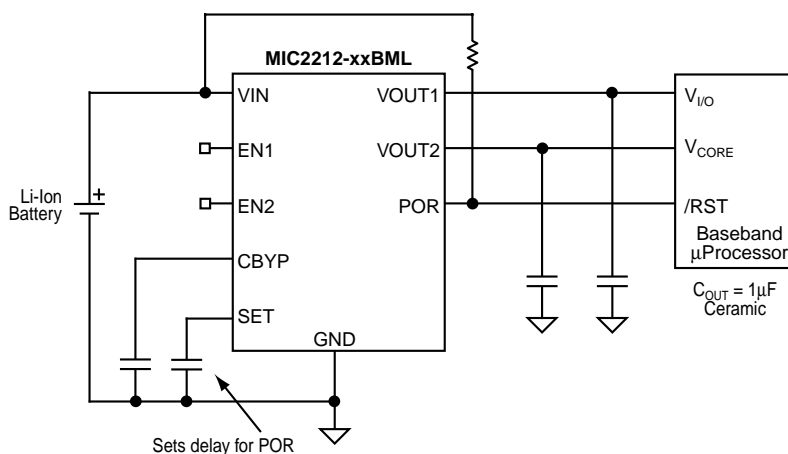 MIC2212-xxBML
VIN
VOUT1
V_I/O
EN1
VOUT2
V_CORE
Li-Ion
Battery
+
EN2
POR
/RST
Baseband
µProcessor
CBYP
C_OUT = 1µF
Ceramic
SET
GND
Sets delay for POR